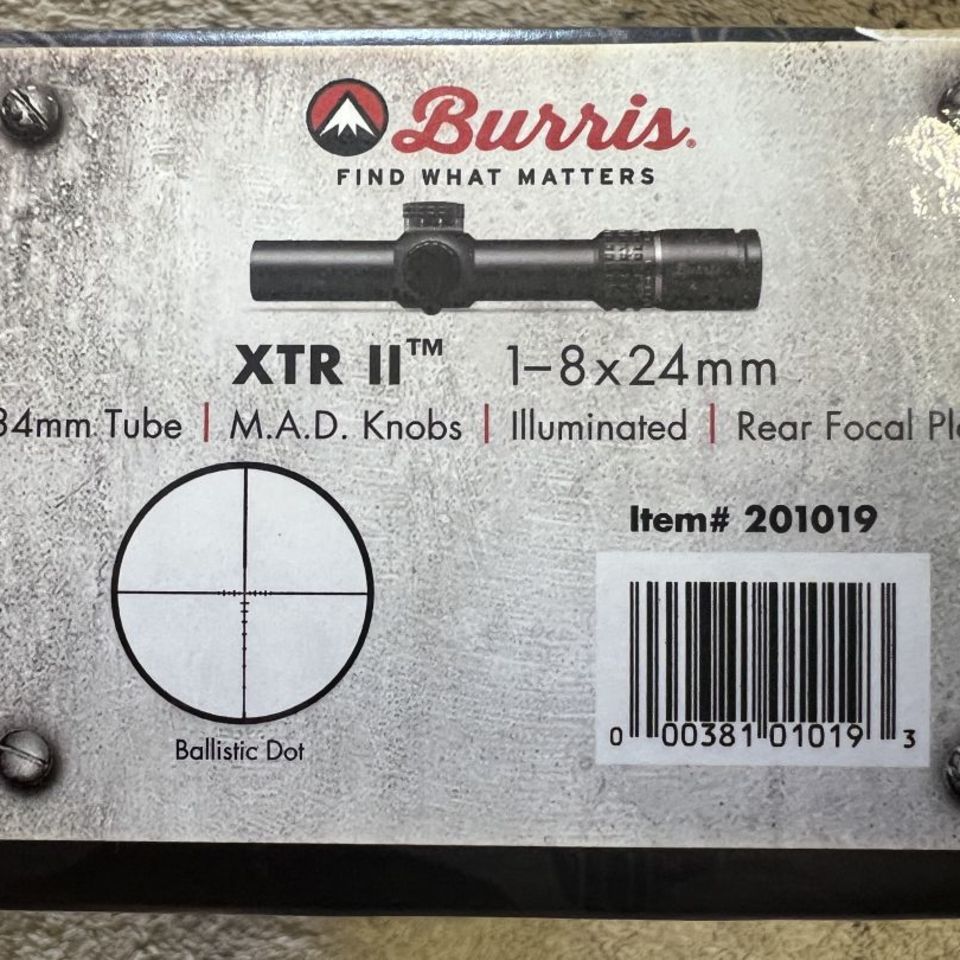 Burris®
FIND WHAT MATTERS
XTR II™ 1–8x24mm
34mm Tube | M.A.D. Knobs | Illuminated | Rear Focal Pla
Item# 201019
Ballistic Dot
0 00381 01019 3